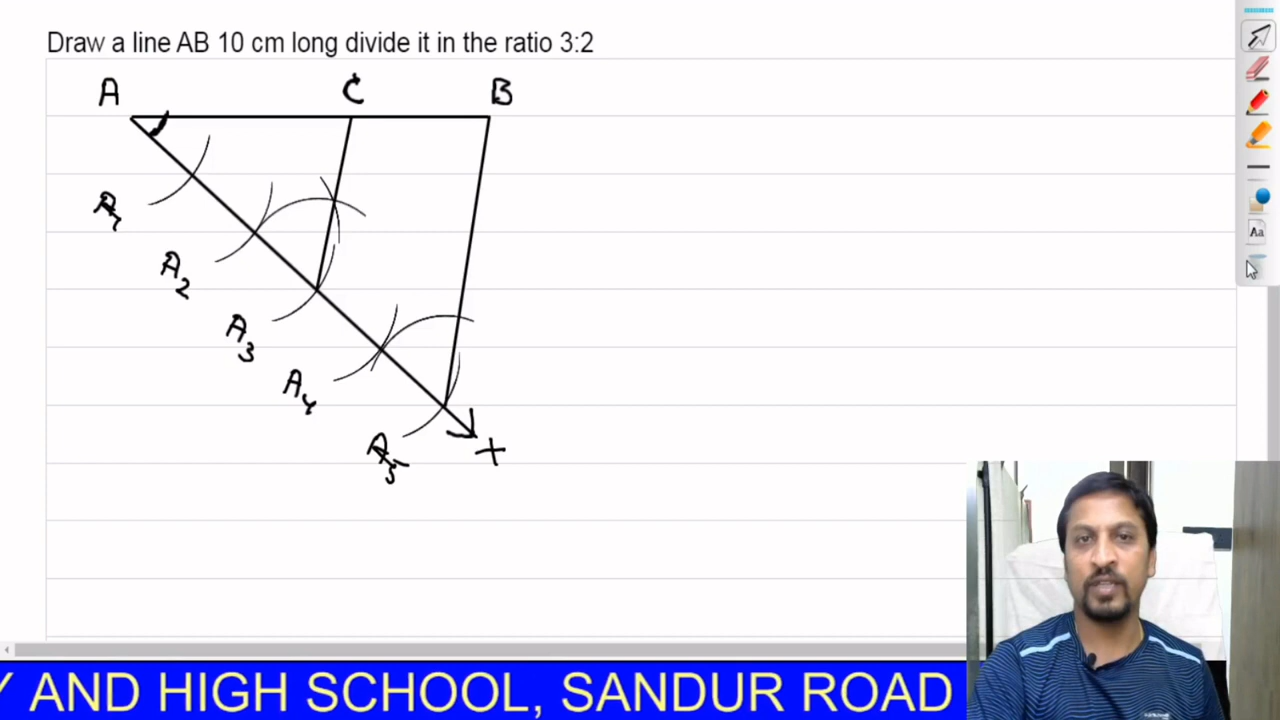 Draw a line AB 10 cm long divide it in the ratio 3:2
A C B
A1
A2
A3
A4
A5
X
Aa
Y AND HIGH SCHOOL, SANDUR ROAD